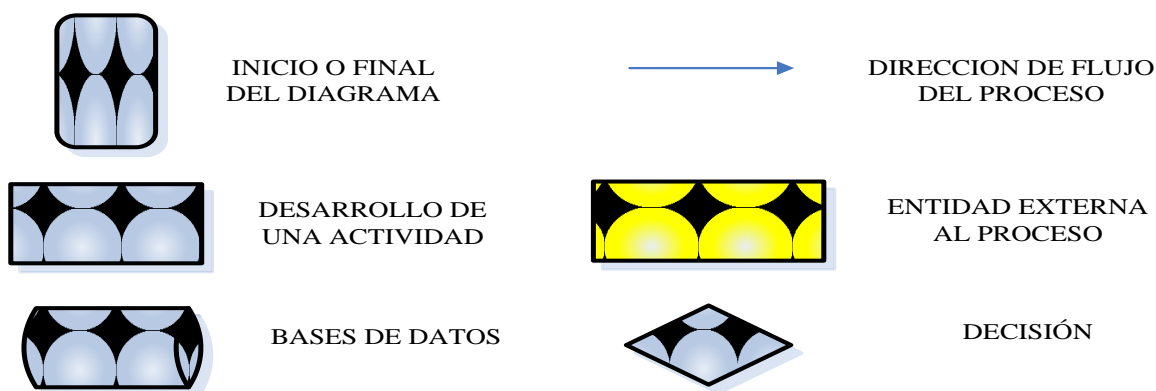 INICIO O FINAL
DEL DIAGRAMA
DIRECCION DE FLUJO
DEL PROCESO
DESARROLLO DE
UNA ACTIVIDAD
ENTIDAD EXTERNA
AL PROCESO
BASES DE DATOS
DECISIÓN